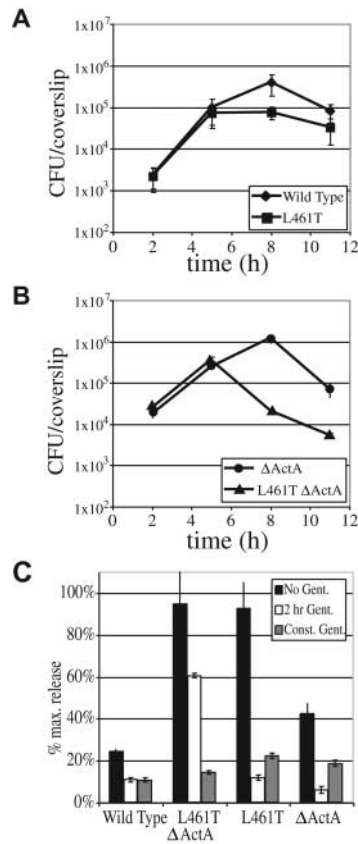 A
CFU/coverslip
1x10⁷
1x10⁶
1x10⁵
1x10⁴
1x10³
1x10²
Wild Type
L461T
0 2 4 6 8 10 12
time (h)
B
CFU/coverslip
1x10⁷
1x10⁶
1x10⁵
1x10⁴
1x10³
1x10²
ΔActA
L461T ΔActA
0 2 4 6 8 10 12
time (h)
C
% max. release
100%
80%
60%
40%
20%
0%
No Gent.
2 hr Gent.
Const. Gent.
Wild Type L461T L461T ΔActA
ΔActA